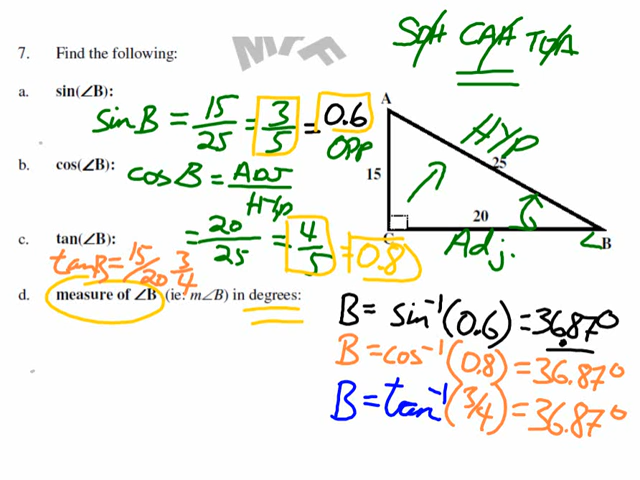 MrF
SOH CAH TOA
7. Find the following:
a. sin(∠B):
sin B = 15/25 = 3/5 = 0.6
OPP
A
HYP
25
15
b. cos(∠B):
cos B = ADJ/Hyp
20
C
∠B
Adj.
c. tan(∠B):
= 20/25 = 4/5 = 0.8
tan B = 15/20 3/4
d. measure of ∠B (ie: m∠B) in degrees:
B = sin⁻¹(0.6) = 36.87°
B = cos⁻¹(0.8) = 36.87°
B = tan⁻¹(3/4) = 36.87°